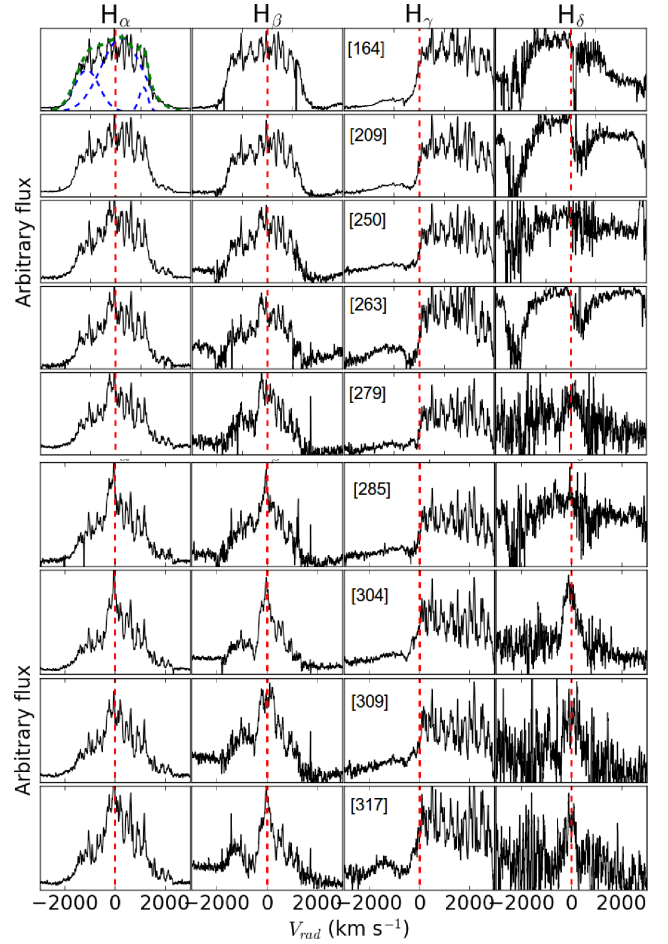 Hα Hβ Hγ Hδ
[164]
[209]
[250]
[263]
[279]
[285]
[304]
[309]
[317]
Arbitrary flux
Arbitrary flux
−2000 0 2000 −2000 0 2000 −2000 0 2000 −2000 0 2000
V_rad (km s⁻¹)